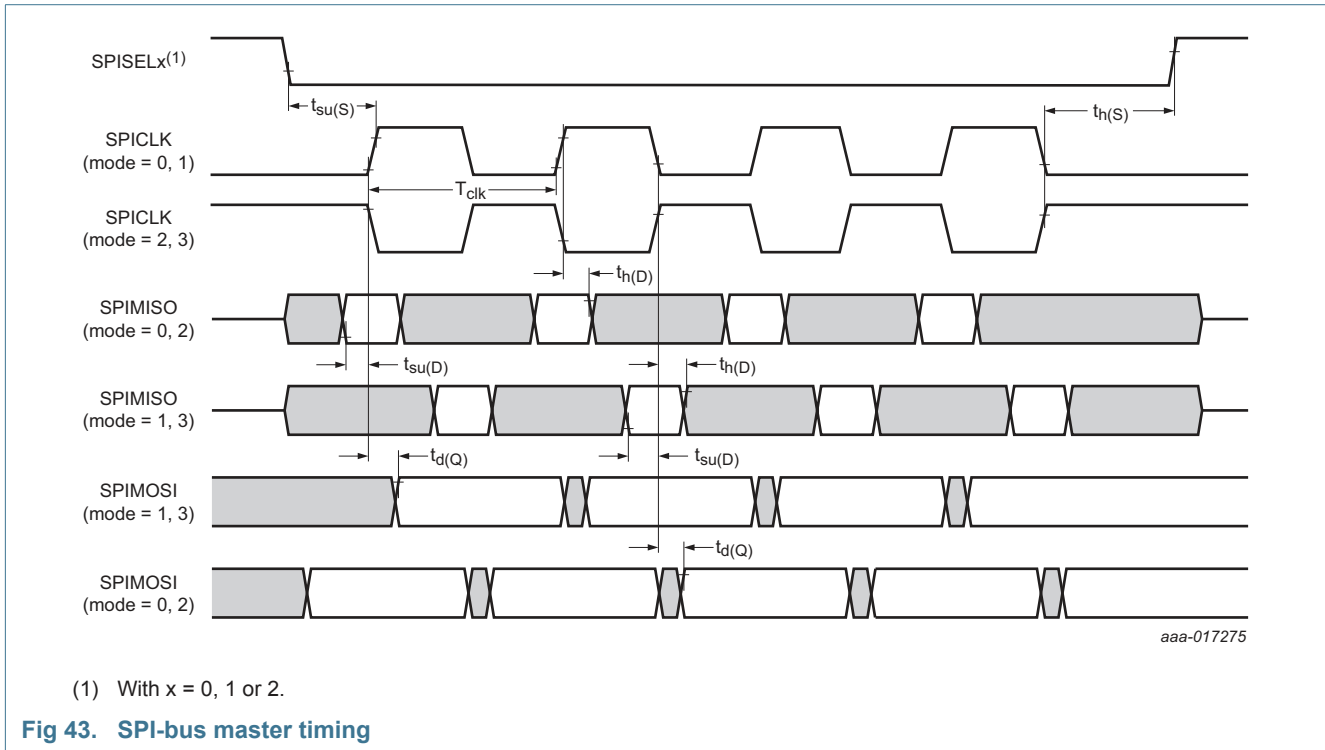 SPISELx(1)
tsu(S)
th(S)
SPICLK
(mode = 0, 1)
Tclk
SPICLK
(mode = 2, 3)
th(D)
SPIMISO
(mode = 0, 2)
tsu(D)
th(D)
SPIMISO
(mode = 1, 3)
td(Q)
tsu(D)
SPIMOSI
(mode = 1, 3)
td(Q)
SPIMOSI
(mode = 0, 2)
aaa-017275
(1) With x = 0, 1 or 2.
Fig 43. SPI-bus master timing